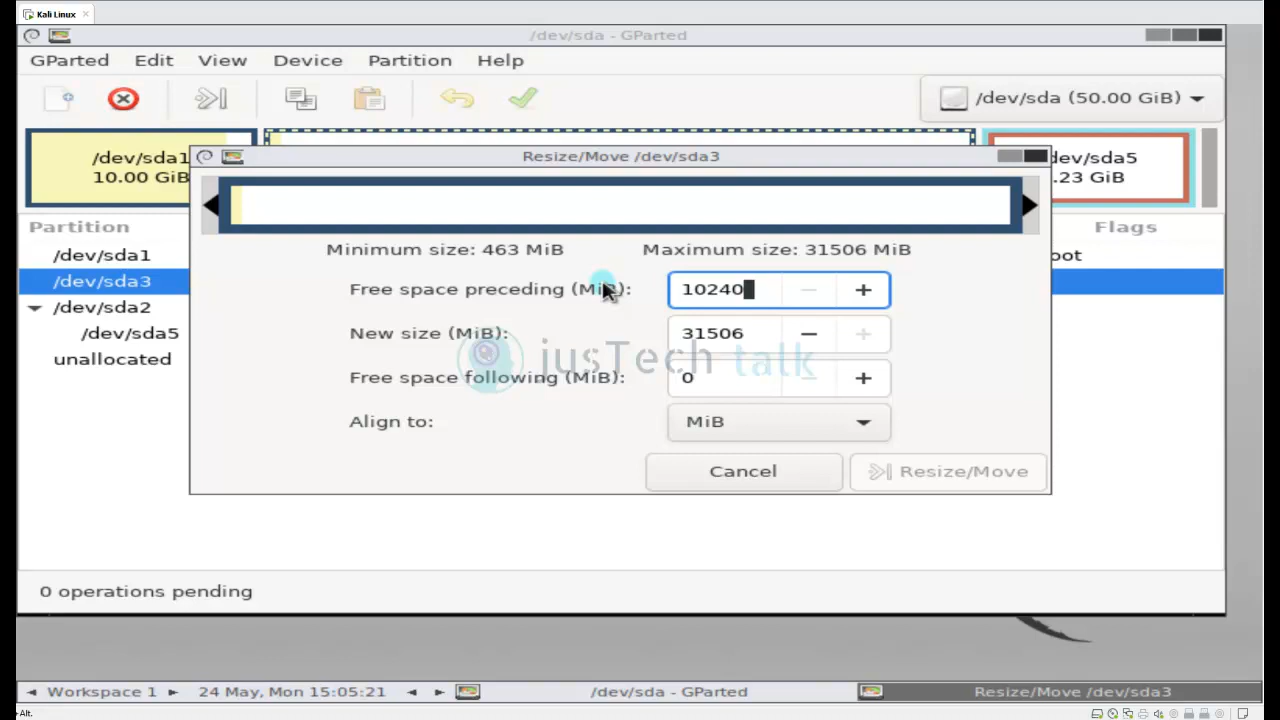 Kali Linux
/dev/sda - GParted
GParted Edit View Device Partition Help
/dev/sda (50.00 GiB)
/dev/sda1
10.00 GiB
dev/sda5
.23 GiB
Resize/Move /dev/sda3
Partition
Flags
/dev/sda1
oot
/dev/sda3
/dev/sda2
/dev/sda5
unallocated
Minimum size: 463 MiB Maximum size: 31506 MiB
Free space preceding (MiB): 10240
New size (MiB): 31506
Free space following (MiB): 0
Align to: MiB
jusTech talk
Cancel Resize/Move
0 operations pending
Workspace 1 24 May, Mon 15:05:21 /dev/sda - GParted Resize/Move /dev/sda3
Alt.